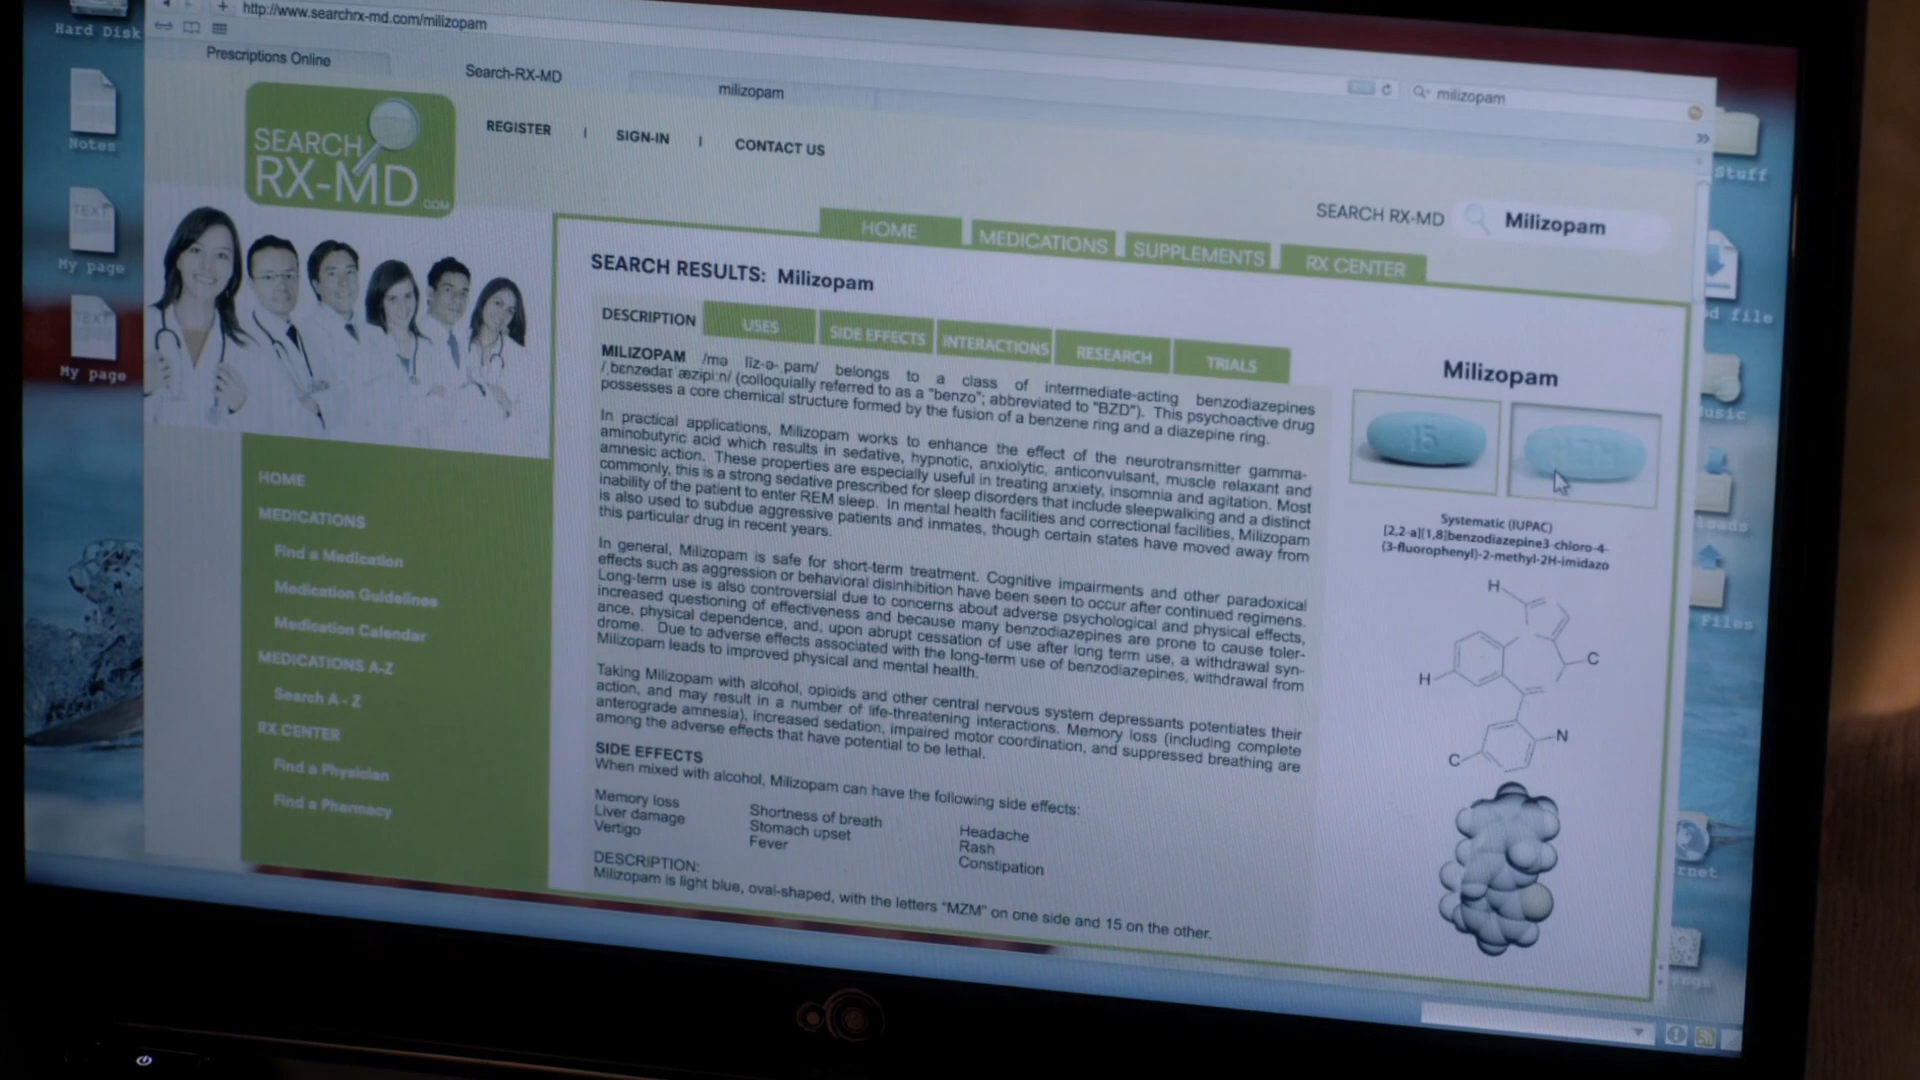 http://www.searchrx-md.com/milizopam
Hard Disk
Prescriptions Online
Search-RX-MD
milizopam
milizopam
SEARCH
RX-MD
.COM
REGISTER | SIGN-IN | CONTACT US
Notes
Stuff
SEARCH RX-MD
Milizopam
HOME
MEDICATIONS
SUPPLEMENTS
RX CENTER
TEXT
My page
SEARCH RESULTS: Milizopam
DESCRIPTION
USES
SIDE EFFECTS
INTERACTIONS
RESEARCH
TRIALS
TEXT
My page
file
MILIZOPAM /mə līz-ə-ˌpam/ belongs to a class of intermediate-acting benzodiazepines
/ˌbɛnzədaɪˈæzɪpiːn/ (colloquially referred to as a "benzo"; abbreviated to "BZD"). This psychoactive drug
possesses a core chemical structure formed by the fusion of a benzene ring and a diazepine ring.
In practical applications, Milizopam works to enhance the effect of the neurotransmitter gamma-
aminobutyric acid which results in sedative, hypnotic, anxiolytic, anticonvulsant, muscle relaxant and
amnesic action. These properties are especially useful in treating anxiety, insomnia and agitation. Most
commonly, this is a strong sedative prescribed for sleep disorders that include sleepwalking and a distinct
inability of the patient to enter REM sleep. In mental health facilities and correctional facilities, Milizopam
is also used to subdue aggressive patients and inmates, though certain states have moved away from
this particular drug in recent years.
In general, Milizopam is safe for short-term treatment. Cognitive impairments and other paradoxical
effects such as aggression or behavioral disinhibition have been seen to occur after continued regimens.
Long-term use is also controversial due to concerns about adverse psychological and physical effects,
increased questioning of effectiveness and because many benzodiazepines are prone to cause toler-
ance, physical dependence, and, upon abrupt cessation of use after long term use, a withdrawal syn-
drome. Due to adverse effects associated with the long-term use of benzodiazepines, withdrawal from
Milizopam leads to improved physical and mental health.
Taking Milizopam with alcohol, opioids and other central nervous system depressants potentiates their
action, and may result in a number of life-threatening interactions. Memory loss (including complete
anterograde amnesia), increased sedation, impaired motor coordination, and suppressed breathing are
among the adverse effects that have potential to be lethal.
SIDE EFFECTS
When mixed with alcohol, Milizopam can have the following side effects:
Memory loss
Liver damage
Vertigo
Shortness of breath
Stomach upset
Fever
Headache
Rash
Constipation
DESCRIPTION:
Milizopam is light blue, oval-shaped, with the letters "MZM" on one side and 15 on the other.
HOME
MEDICATIONS
Find a Medication
Medication Guidelines
Medication Calendar
MEDICATIONS A-Z
Search A - Z
RX CENTER
Find a Physician
Find a Pharmacy
Milizopam
15
Systematic (IUPAC)
[2,2-a][1,8]benzodiazepine3-chloro-4-
(3-fluorophenyl)-2-methyl-2H-imidazo
H
C
H
N
C
Files